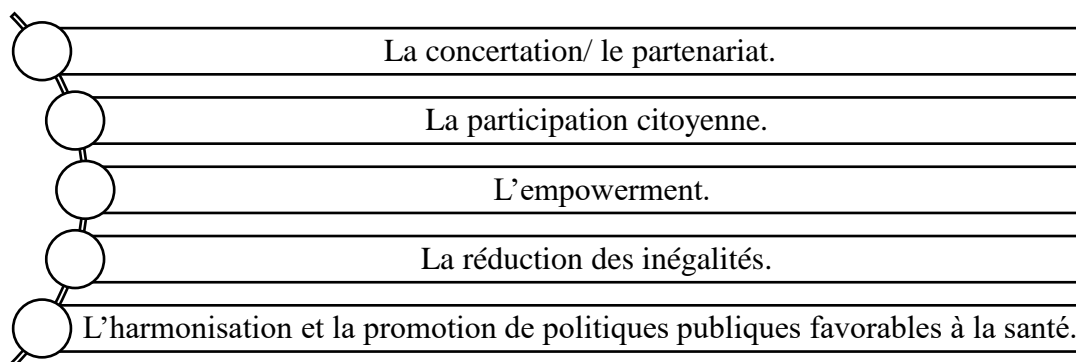 La concertation/ le partenariat.
La participation citoyenne.
L’empowerment.
La réduction des inégalités.
L’harmonisation et la promotion de politiques publiques favorables à la santé.